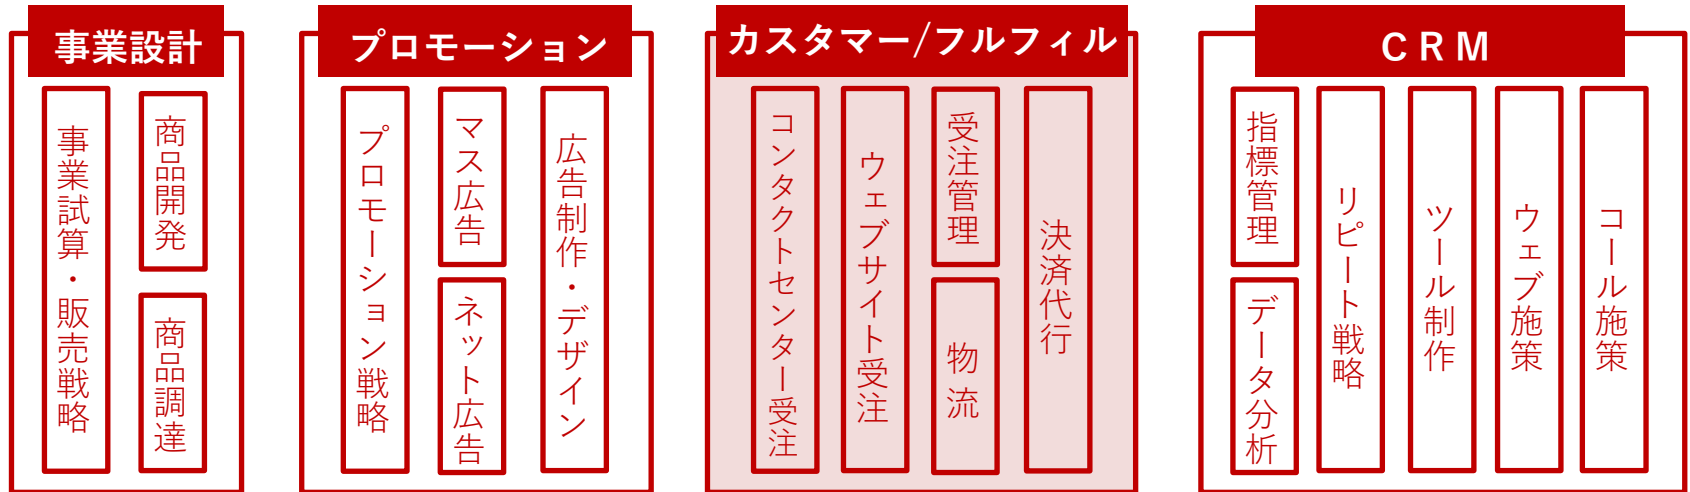 事業設計
事業試算・販売戦略
商品開発
商品調達
プロモーション
プロモーション戦略
マス広告
ネット広告
広告制作・デザイン
カスタマー/フルフィル
コンタクトセンター受注
ウェブサイト受注
受注管理
物流
決済代行
CRM
指標管理
データ分析
リピート戦略
ツール制作
ウェブ施策
コール施策